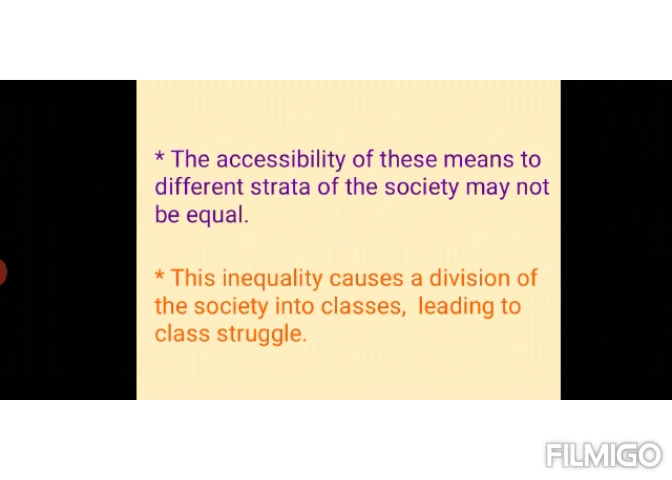 * The accessibility of these means to
different strata of the society may not
be equal.
* This inequality causes a division of
the society into classes, leading to
class struggle.
FILMIGO